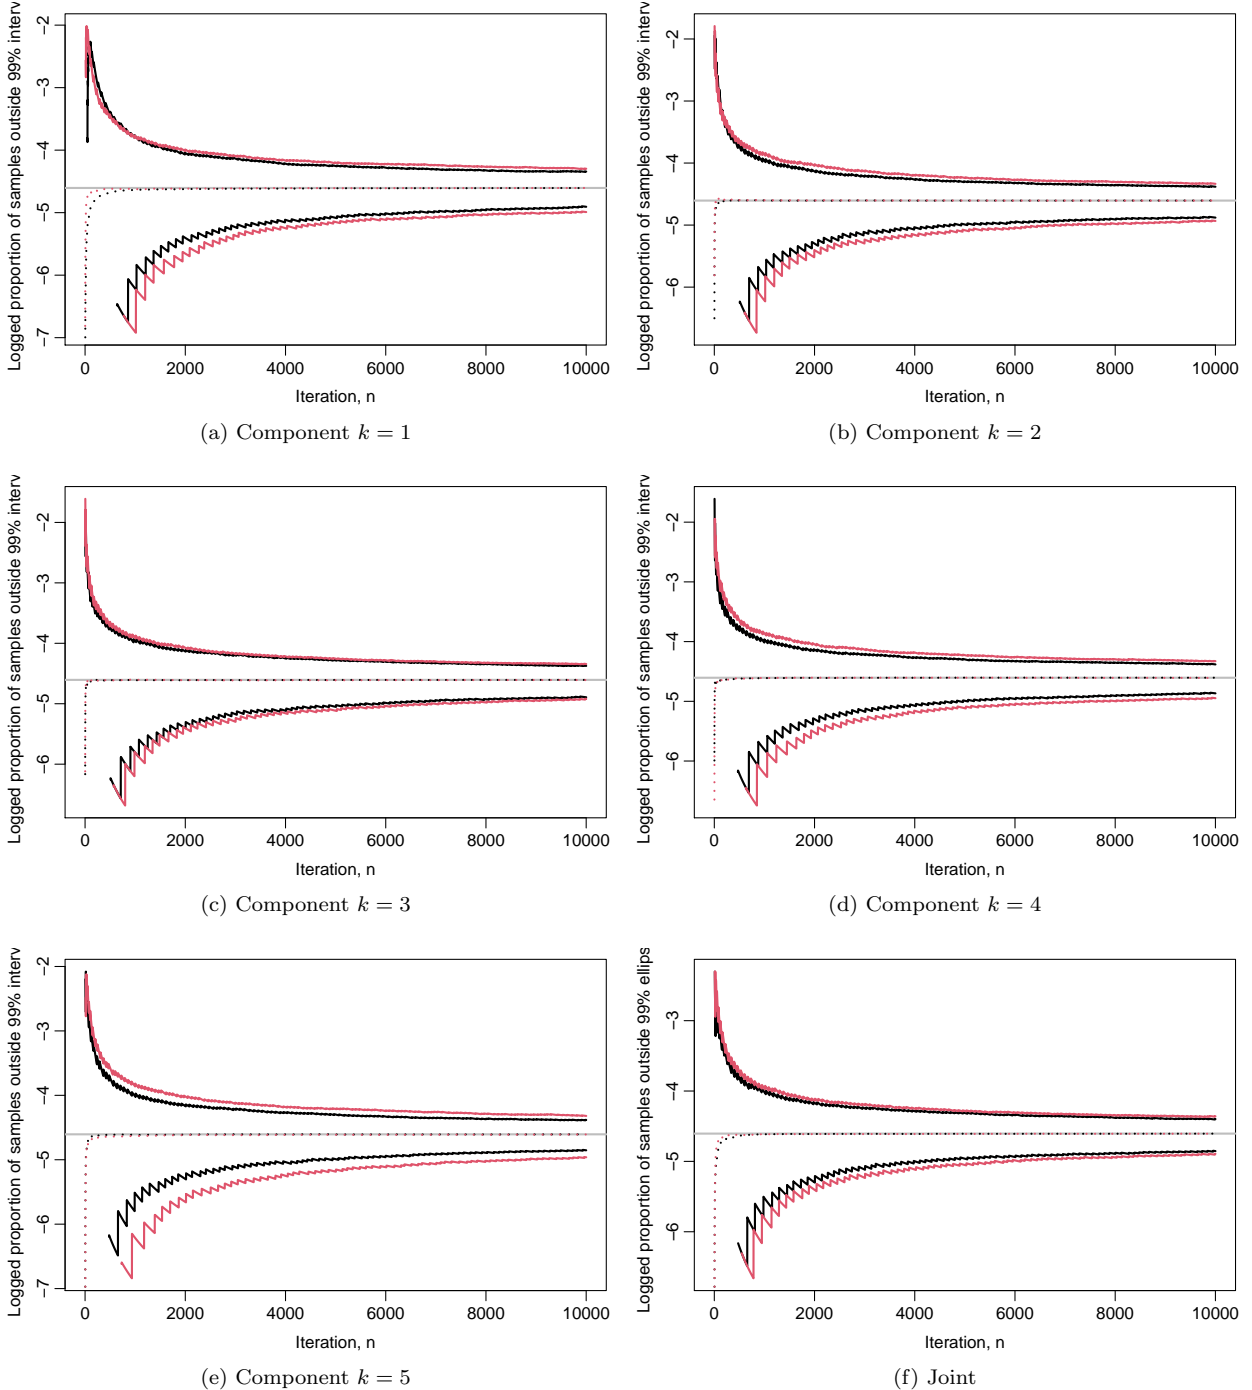 Logged proportion of samples outside 99% interv
-2
-3
-4
-5
-6
-7
0 2000 4000 6000 8000 10000
Iteration, n
(a) Component k = 1
Logged proportion of samples outside 99% interv
-2
-3
-4
-5
-6
0 2000 4000 6000 8000 10000
Iteration, n
(b) Component k = 2
Logged proportion of samples outside 99% interv
-2
-3
-4
-5
-6
0 2000 4000 6000 8000 10000
Iteration, n
(c) Component k = 3
Logged proportion of samples outside 99% interv
-2
-3
-4
-5
-6
0 2000 4000 6000 8000 10000
Iteration, n
(d) Component k = 4
Logged proportion of samples outside 99% interv
-2
-3
-4
-5
-6
-7
0 2000 4000 6000 8000 10000
Iteration, n
(e) Component k = 5
Logged proportion of samples outside 99% ellips
-3
-4
-5
-6
0 2000 4000 6000 8000 10000
Iteration, n
(f) Joint